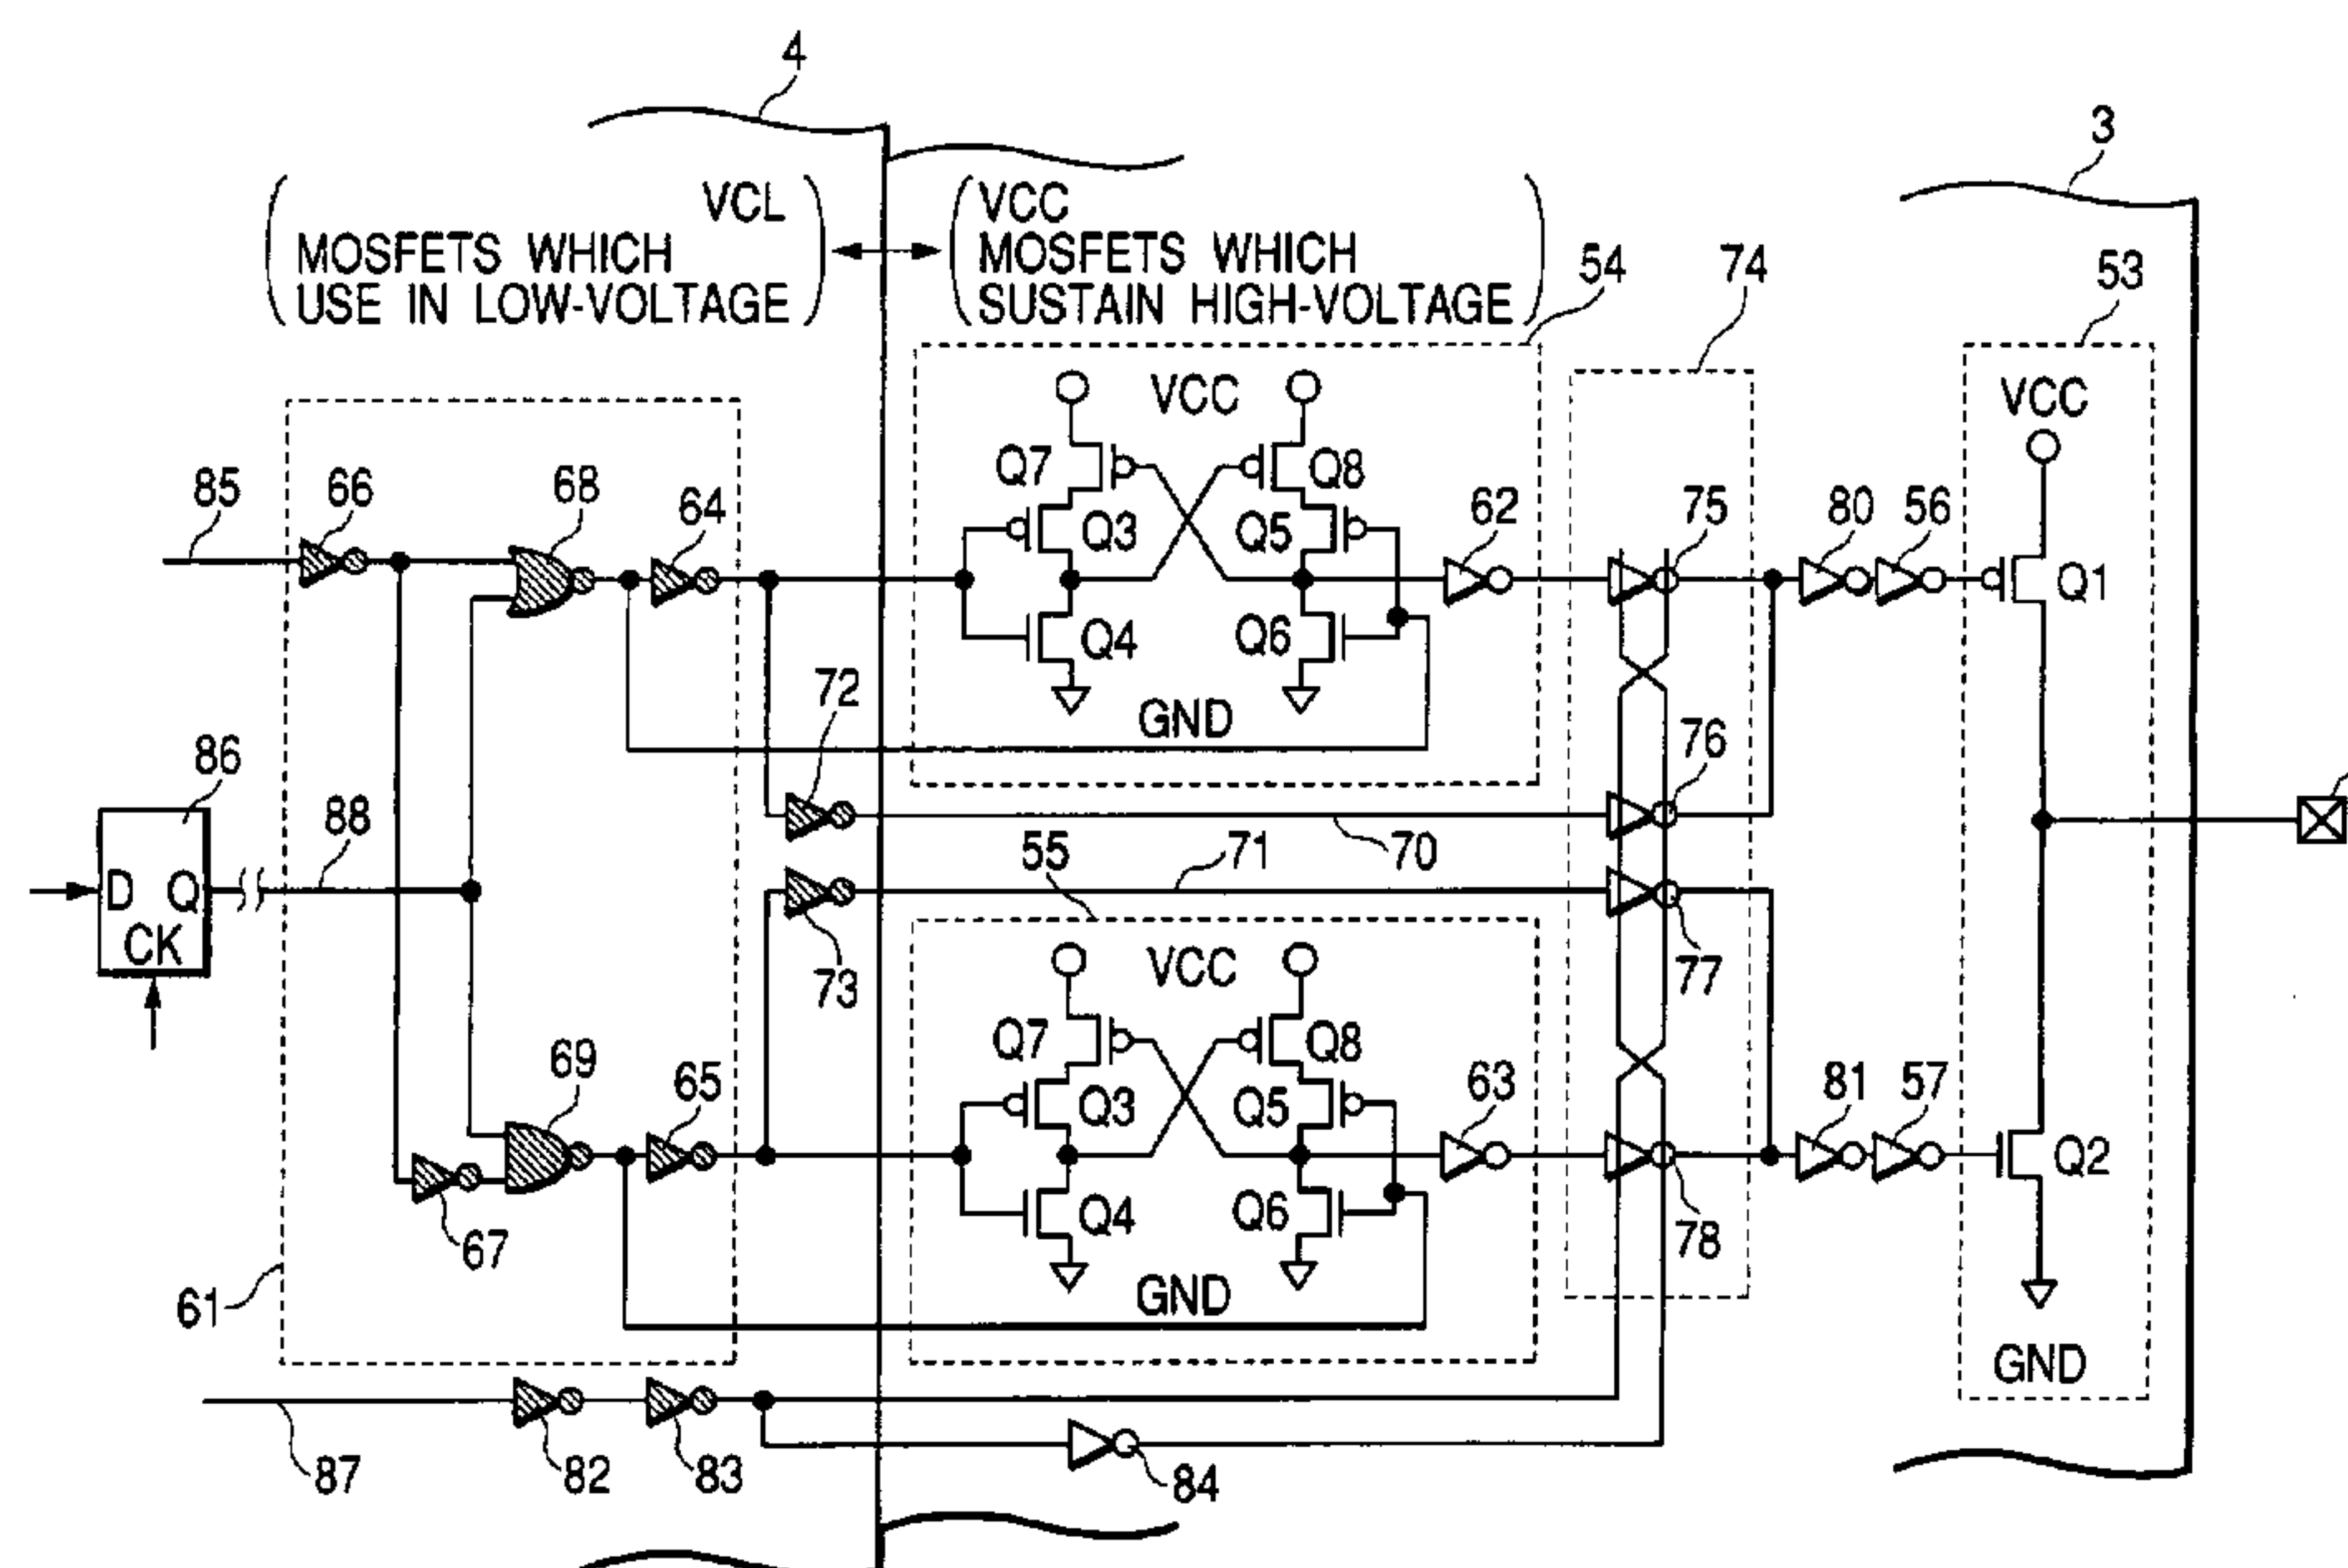 4
3
VCL
MOSFETS WHICH
USE IN LOW-VOLTAGE
VCC
MOSFETS WHICH
SUSTAIN HIGH-VOLTAGE
54
74
53
85
66
68
64
VCC
Q7
Q8
Q3
Q5
Q4
Q6
GND
62
75
80
56
VCC
Q1
72
76
86
88
D Q
CK
55
71
70
73
77
VCC
Q7
Q8
Q3
Q5
Q4
Q6
GND
69
65
63
81
57
Q2
67
78
61
GND
87
82
83
84